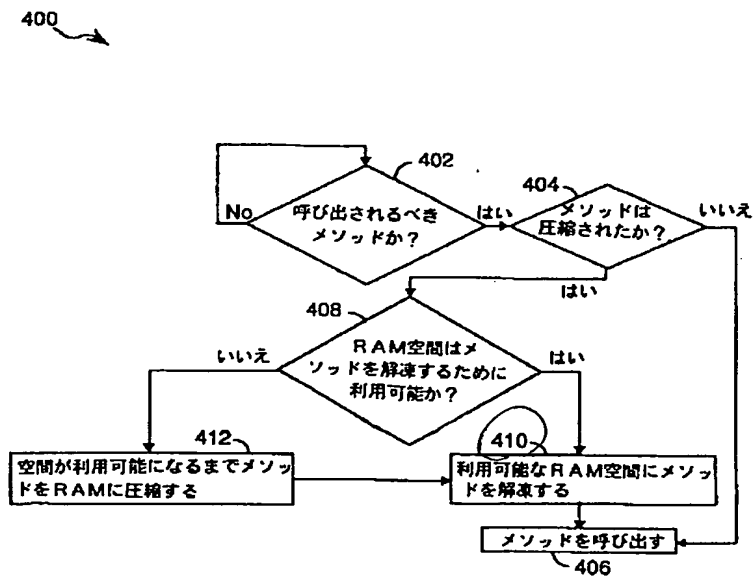 400
402
呼び出されるべき
メソッドか?
No
はい
404
メソッドは
圧縮されたか?
いいえ
はい
408
RAM空間はメ
ソッドを解凍するために
利用可能か?
いいえ
はい
412
空間が利用可能になるまでメソッ
ドをRAMに圧縮する
410
利用可能なRAM空間にメソッ
ドを解凍する
メソッドを呼び出す
406